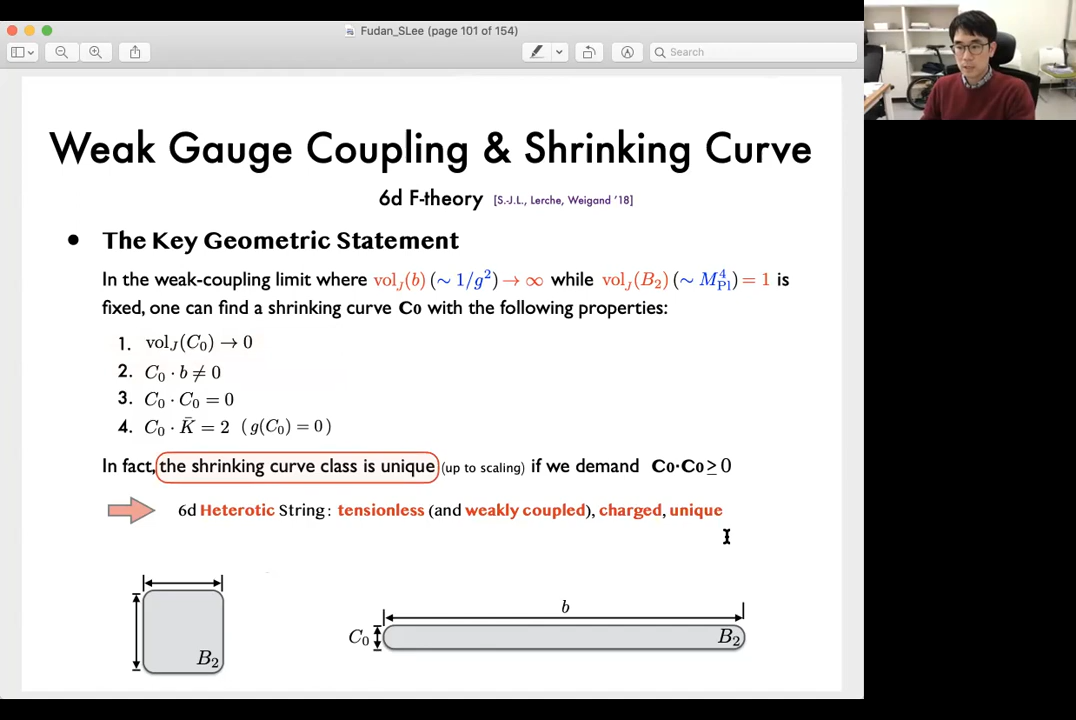 Fudan_SLee (page 101 of 154)
Search
Weak Gauge Coupling & Shrinking Curve
6d F-theory [S.-J.L., Lerche, Weigand '18]
• The Key Geometric Statement
In the weak-coupling limit where vol_J(b) (∼ 1/g²) → ∞ while vol_J(B₂) (∼ M⁴_Pl) = 1 is
fixed, one can find a shrinking curve C₀ with the following properties:
1. vol_J(C₀) → 0
2. C₀ · b ≠ 0
3. C₀ · C₀ = 0
4. C₀ · K̄ = 2 (g(C₀) = 0)
In fact, the shrinking curve class is unique (up to scaling) if we demand C₀·C₀ ≥ 0
6d Heterotic String: tensionless (and weakly coupled), charged, unique
B₂
b
C₀
B₂